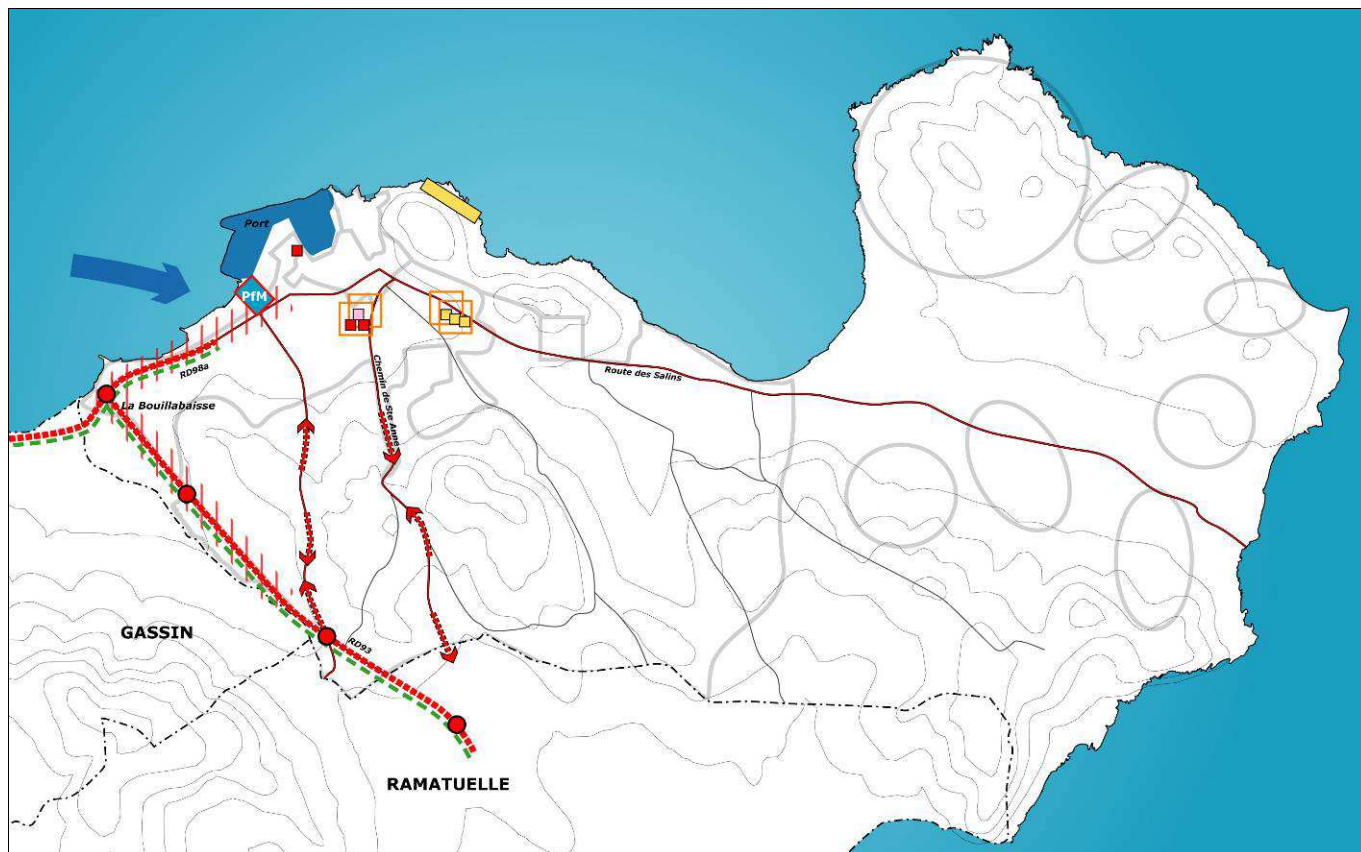 Port
PfM
RD98a
La Bouillabaisse
Chemin de Ste Anne
Route des Salins
GASSIN
RD93
RAMATUELLE